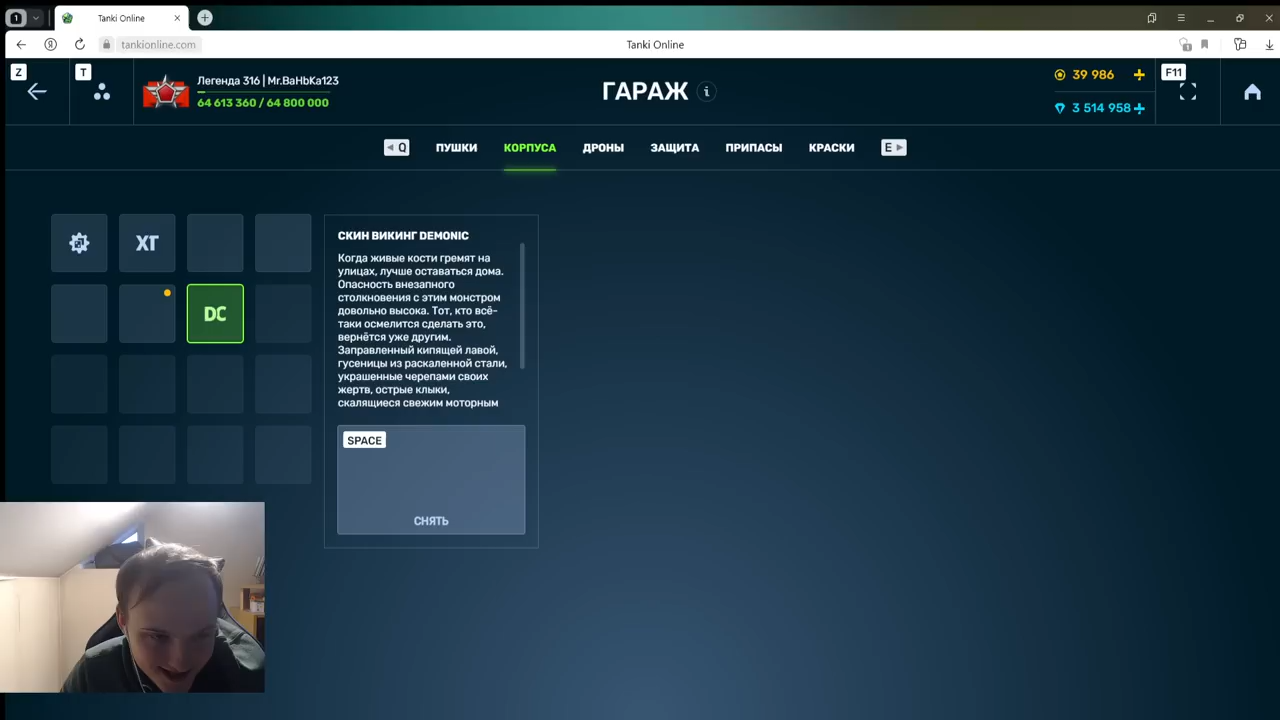 1
Tanki Online
tankionline.com
Tanki Online
Z
T
Легенда 316 | Mr.BaHbKa123
64 613 360 / 64 800 000
ГАРАЖ
39 986
3 514 958
F11
Q
ПУШКИ
КОРПУСА
ДРОНЫ
ЗАЩИТА
ПРИПАСЫ
КРАСКИ
E
XT
DC
СКИН ВИКИНГ DEMONIC
Когда живые кости гремят на
улицах, лучше оставаться дома.
Опасность внезапного
столкновения с этим монстром
довольно высока. Тот, кто всё-
таки осмелится сделать это,
вернётся уже другим.
Заправленный кипящей лавой,
гусеницы из раскаленной стали,
украшенные черепами своих
жертв, острые клыки,
скалящиеся свежим моторным
SPACE
СНЯТЬ